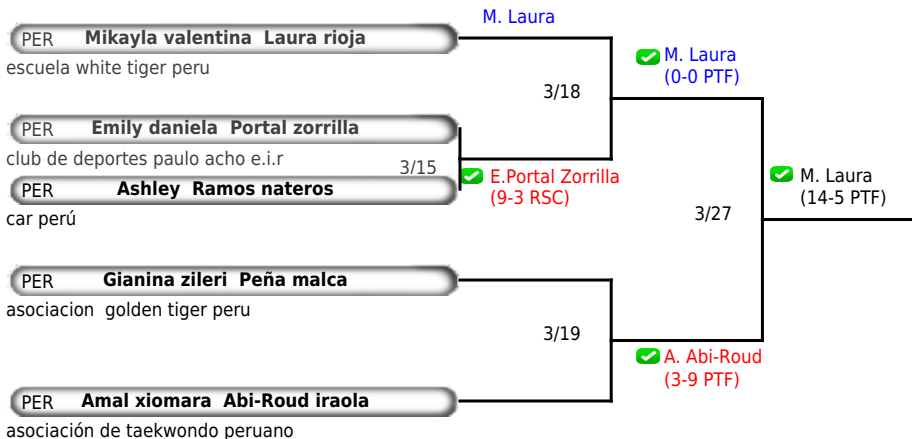 M. Laura
PER Mikayla valentina Laura rioja
escuela white tiger peru
M. Laura
(0-0 PTF)
3/18
PER Emily daniela Portal zorrilla
club de deportes paulo acho e.i.r
3/15
E.Portal Zorrilla
(9-3 RSC)
PER Ashley Ramos nateros
car perú
M. Laura
(14-5 PTF)
3/27
PER Gianina zileri Peña malca
asociacion golden tiger peru
3/19
A. Abi-Roud
(3-9 PTF)
PER Amal xiomara Abi-Roud iraola
asociación de taekwondo peruano